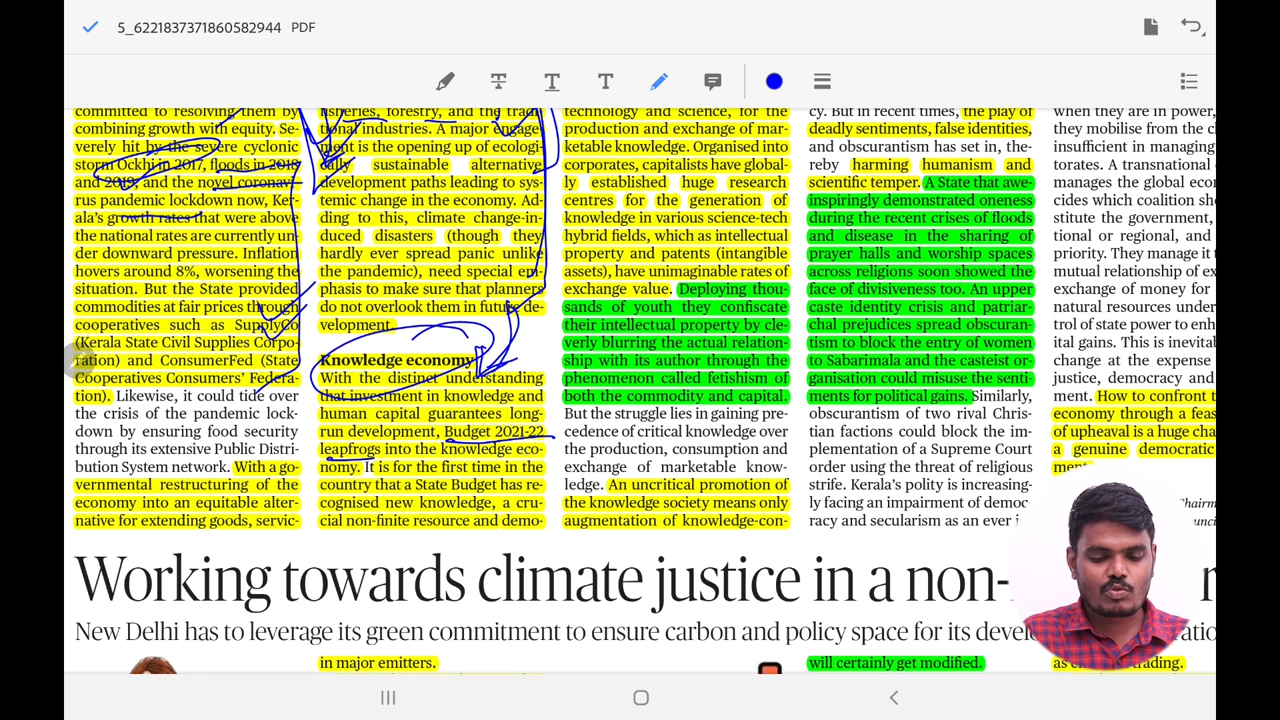 5_6221837371860582944 PDF
committed to resolving them by
combining growth with equity. Se-
verely hit by the severe cyclonic
storm Ockhi in 2017, floods in 2018
and 2019, and the novel coronavi-
rus pandemic lockdown now, Ker-
ala's growth rates that were above
the national rates are currently un-
der downward pressure. Inflation
hovers around 8%, worsening the
situation. But the State provided
commodities at fair prices through
cooperatives such as SupplyCo
(Kerala State Civil Supplies Corpo-
ration) and ConsumerFed (State
Cooperatives Consumers' Federa-
tion). Likewise, it could tide over
the crisis of the pandemic lock-
down by ensuring food security
through its extensive Public Distri-
bution System network. With a go-
vernmental restructuring of the
economy into an equitable alter-
native for extending goods, servic-
fisheries, forestry, and the tradi-
tional industries. A major engage-
ment is the opening up of ecologi-
cally sustainable alternative
development paths leading to sys-
temic change in the economy. Ad-
ding to this, climate change-in-
duced disasters (though they
hardly ever spread panic unlike
the pandemic), need special em-
phasis to make sure that planners
do not overlook them in future de-
velopment.
Knowledge economy
With the distinct understanding
that investment in knowledge and
human capital guarantees long-
run development, Budget 2021-22
leapfrogs into the knowledge eco-
nomy. It is for the first time in the
country that a State Budget has re-
cognised new knowledge, a cru-
cial non-finite resource and demo-
technology and science, for the
production and exchange of mar-
ketable knowledge. Organised into
corporates, capitalists have global-
ly established huge research
centres for the generation of
knowledge in various science-tech
hybrid fields, which as intellectual
property and patents (intangible
assets), have unimaginable rates of
exchange value. Deploying thou-
sands of youth they confiscate
their intellectual property by cle-
verly blurring the actual relation-
ship with its author through the
phenomenon called fetishism of
both the commodity and capital.
But the struggle lies in gaining pre-
cedence of critical knowledge over
the production, consumption and
exchange of marketable know-
ledge. An uncritical promotion of
the knowledge society means only
augmentation of knowledge-con-
cy. But in recent times, the play of
deadly sentiments, false identities,
and obscurantism has set in, the-
reby harming humanism and
scientific temper. A State that awe-
inspiringly demonstrated oneness
during the recent crises of floods
and disease in the sharing of
prayer halls and worship spaces
across religions soon showed the
face of divisiveness too. An upper
caste identity crisis and patriar-
chal prejudices spread obscuran-
tism to block the entry of women
to Sabarimala and the casteist or-
ganisation could misuse the senti-
ments for political gains. Similarly,
obscurantism of two rival Chris-
tian factions could block the im-
plementation of a Supreme Court
order using the threat of religious
strife. Kerala's polity is increasing-
ly facing an impairment of democ-
racy and secularism as an ever
when they are in power,
they mobilise from the
insufficient in managing
torates. A transnational
manages the global
cides which coalition
stitute the government,
tional or regional, and
priority. They manage it
mutual relationship of
exchange of money for
natural resources under
trol of state power to
ital gains. This is
change at the expense
justice, democracy and
ment. How to confront
economy through a
of upheaval is a huge
a genuine democratic
ment.
Working towards climate justice in a non-
New Delhi has to leverage its green commitment to ensure carbon and policy space for its
in major emitters.
will certainly get modified.
trading.